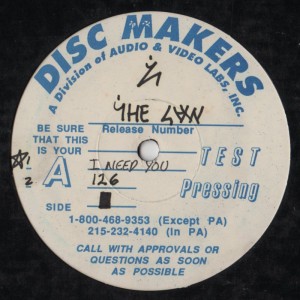 DISC MAKERS
A Division of AUDIO & VIDEO LABS, INC.
THE LAW
BE SURE
THAT THIS
IS YOUR
Release Number
A
I NEED YOU
TEST
Pressing
2
126
SIDE
1-800-468-9353 (Except PA)
215-232-4140 (In PA)
CALL WITH APPROVALS OR
QUESTIONS AS SOON
AS POSSIBLE